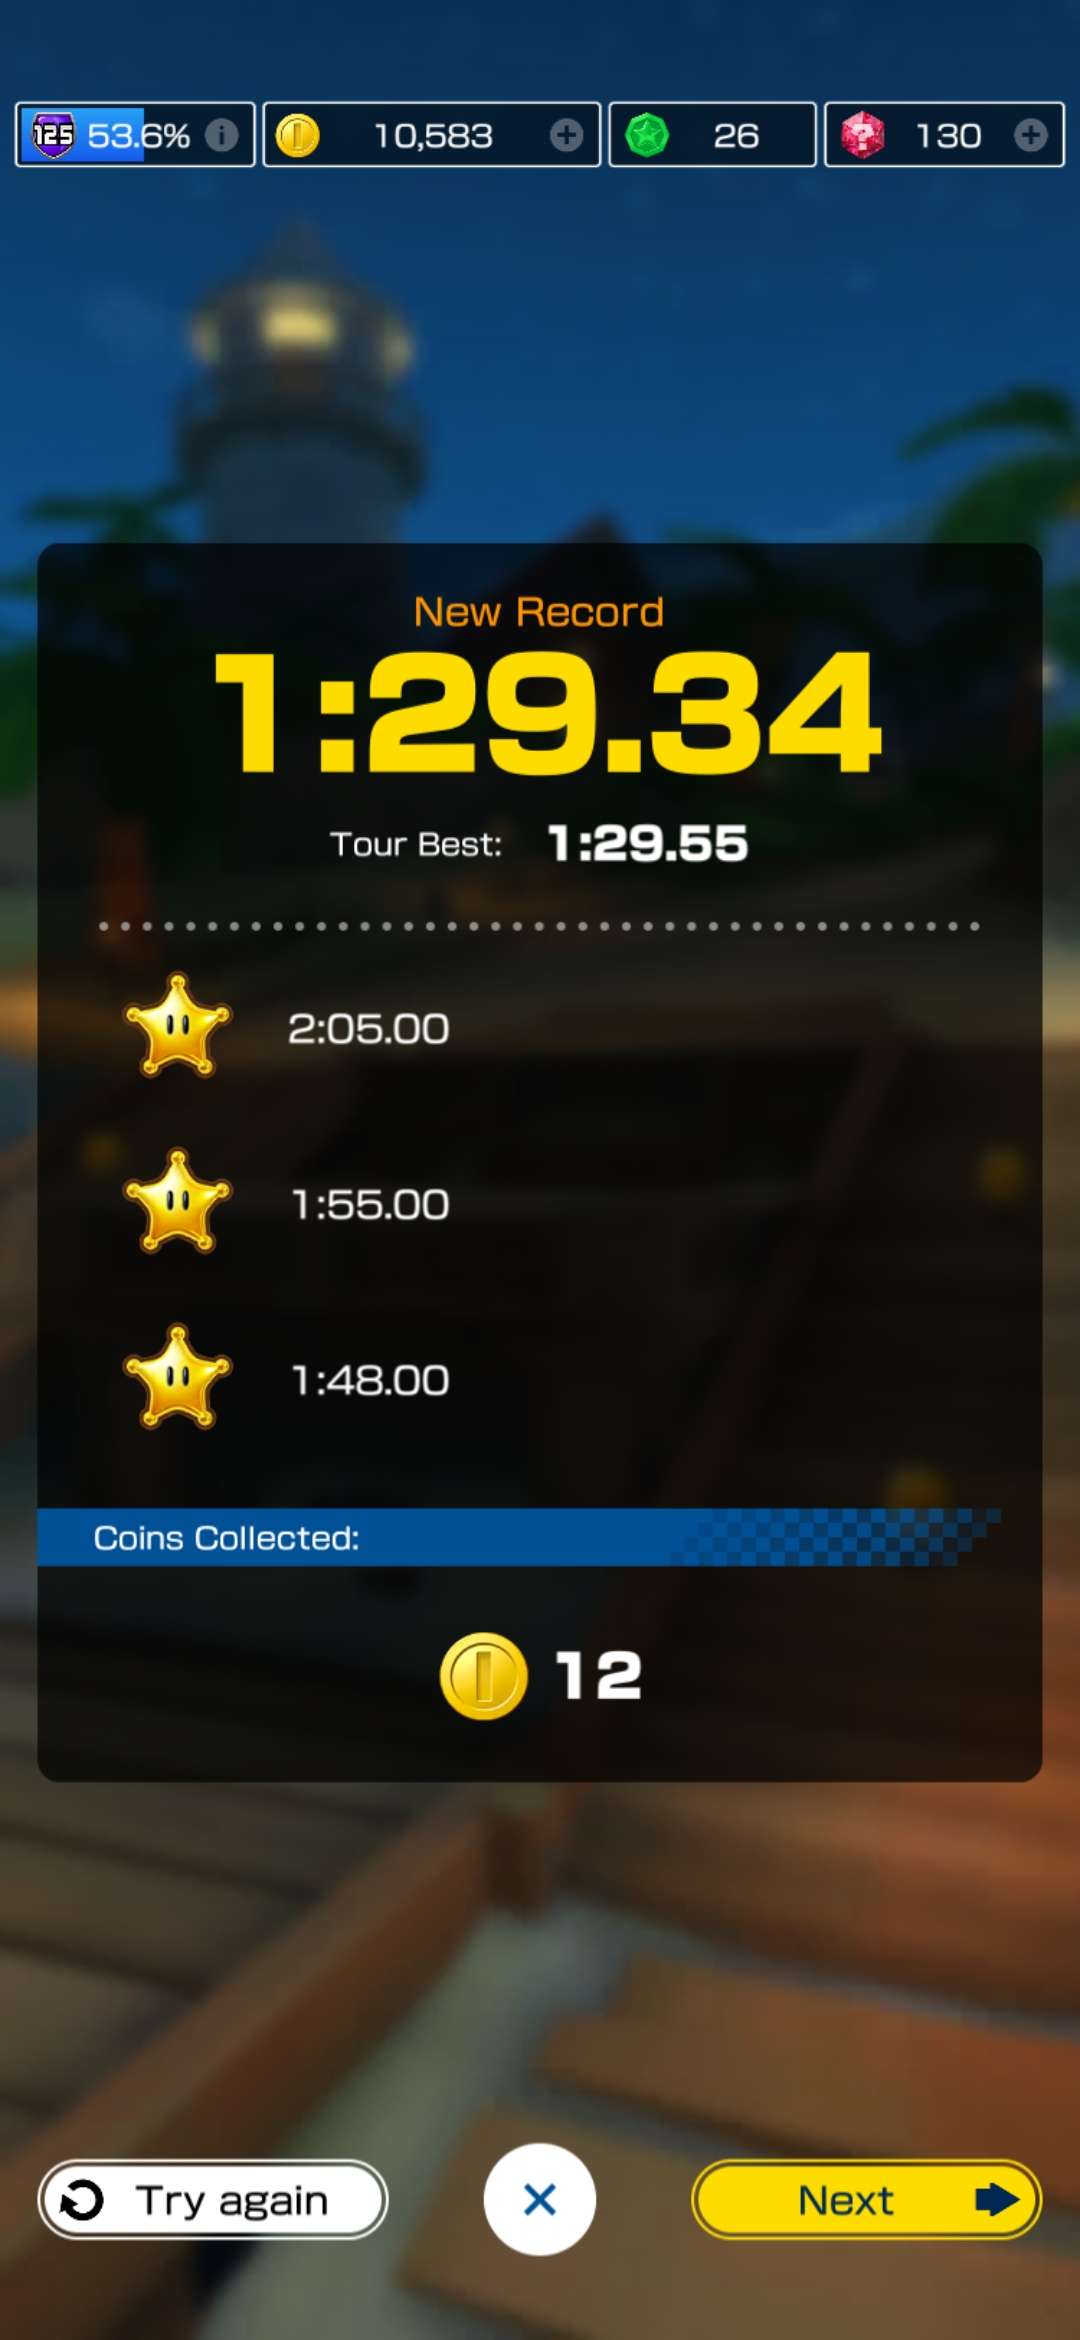 125 53.6% i 10,583 + 26 ? 130 +
New Record
1:29.34
Tour Best: 1:29.55
2:05.00
1:55.00
1:48.00
Coins Collected:
12
Try again × Next